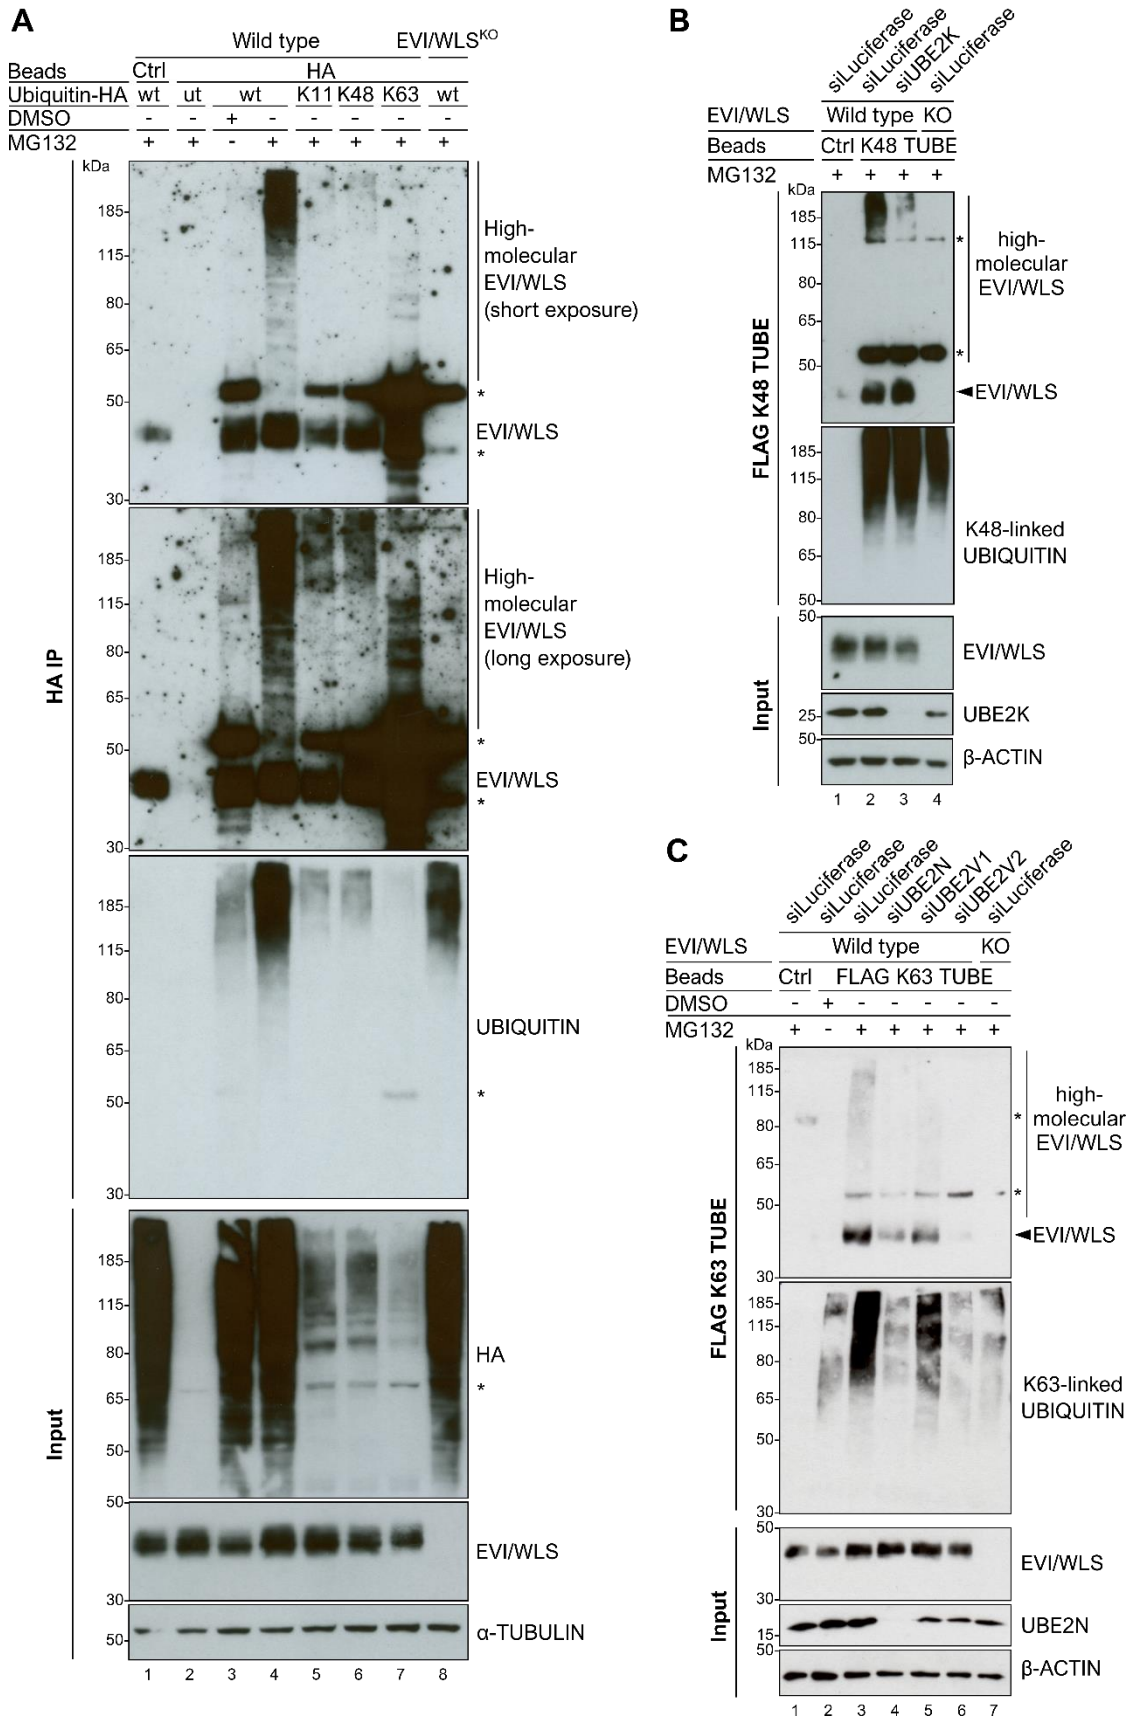 A
Wild type EVI/WLSKO
Beads Ctrl HA
Ubiquitin-HA wt ut wt K11 K48 K63 wt
DMSO - - + - - - - -
MG132 + + - + + + + +
kDa
185
115
80
65
50
30
High-
molecular
EVI/WLS
(short exposure)
*
EVI/WLS
*
185
115
80
65
50
30
High-
molecular
EVI/WLS
(long exposure)
*
EVI/WLS
*
HA IP
185
115
80
65
50
30
UBIQUITIN
*
185
115
80
65
50
HA
*
Input
50
30
EVI/WLS
50
α-TUBULIN
1 2 3 4 5 6 7 8
B
siLuciferase siLuciferase siUBE2K siLuciferase
EVI/WLS Wild type KO
Beads Ctrl K48 TUBE
MG132 + + + +
kDa
185
115
80
65
50
*
high-
molecular
EVI/WLS
*
EVI/WLS
FLAG K48 TUBE
185
115
80
65
50
K48-linked
UBIQUITIN
50
EVI/WLS
Input
25
UBE2K
50
β-ACTIN
1 2 3 4
C
siLuciferase siLuciferase siLuciferase siUBE2N siUBE2V1 siUBE2V2 siLuciferase
EVI/WLS Wild type KO
Beads Ctrl FLAG K63 TUBE
DMSO - + - - - - -
MG132 + - + + + + +
kDa
185
115
80
65
50
30
high-
* molecular
EVI/WLS
*
EVI/WLS
FLAG K63 TUBE
185
115
80
65
50
30
K63-linked
UBIQUITIN
50
30
EVI/WLS
Input
15
UBE2N
50
β-ACTIN
1 2 3 4 5 6 7